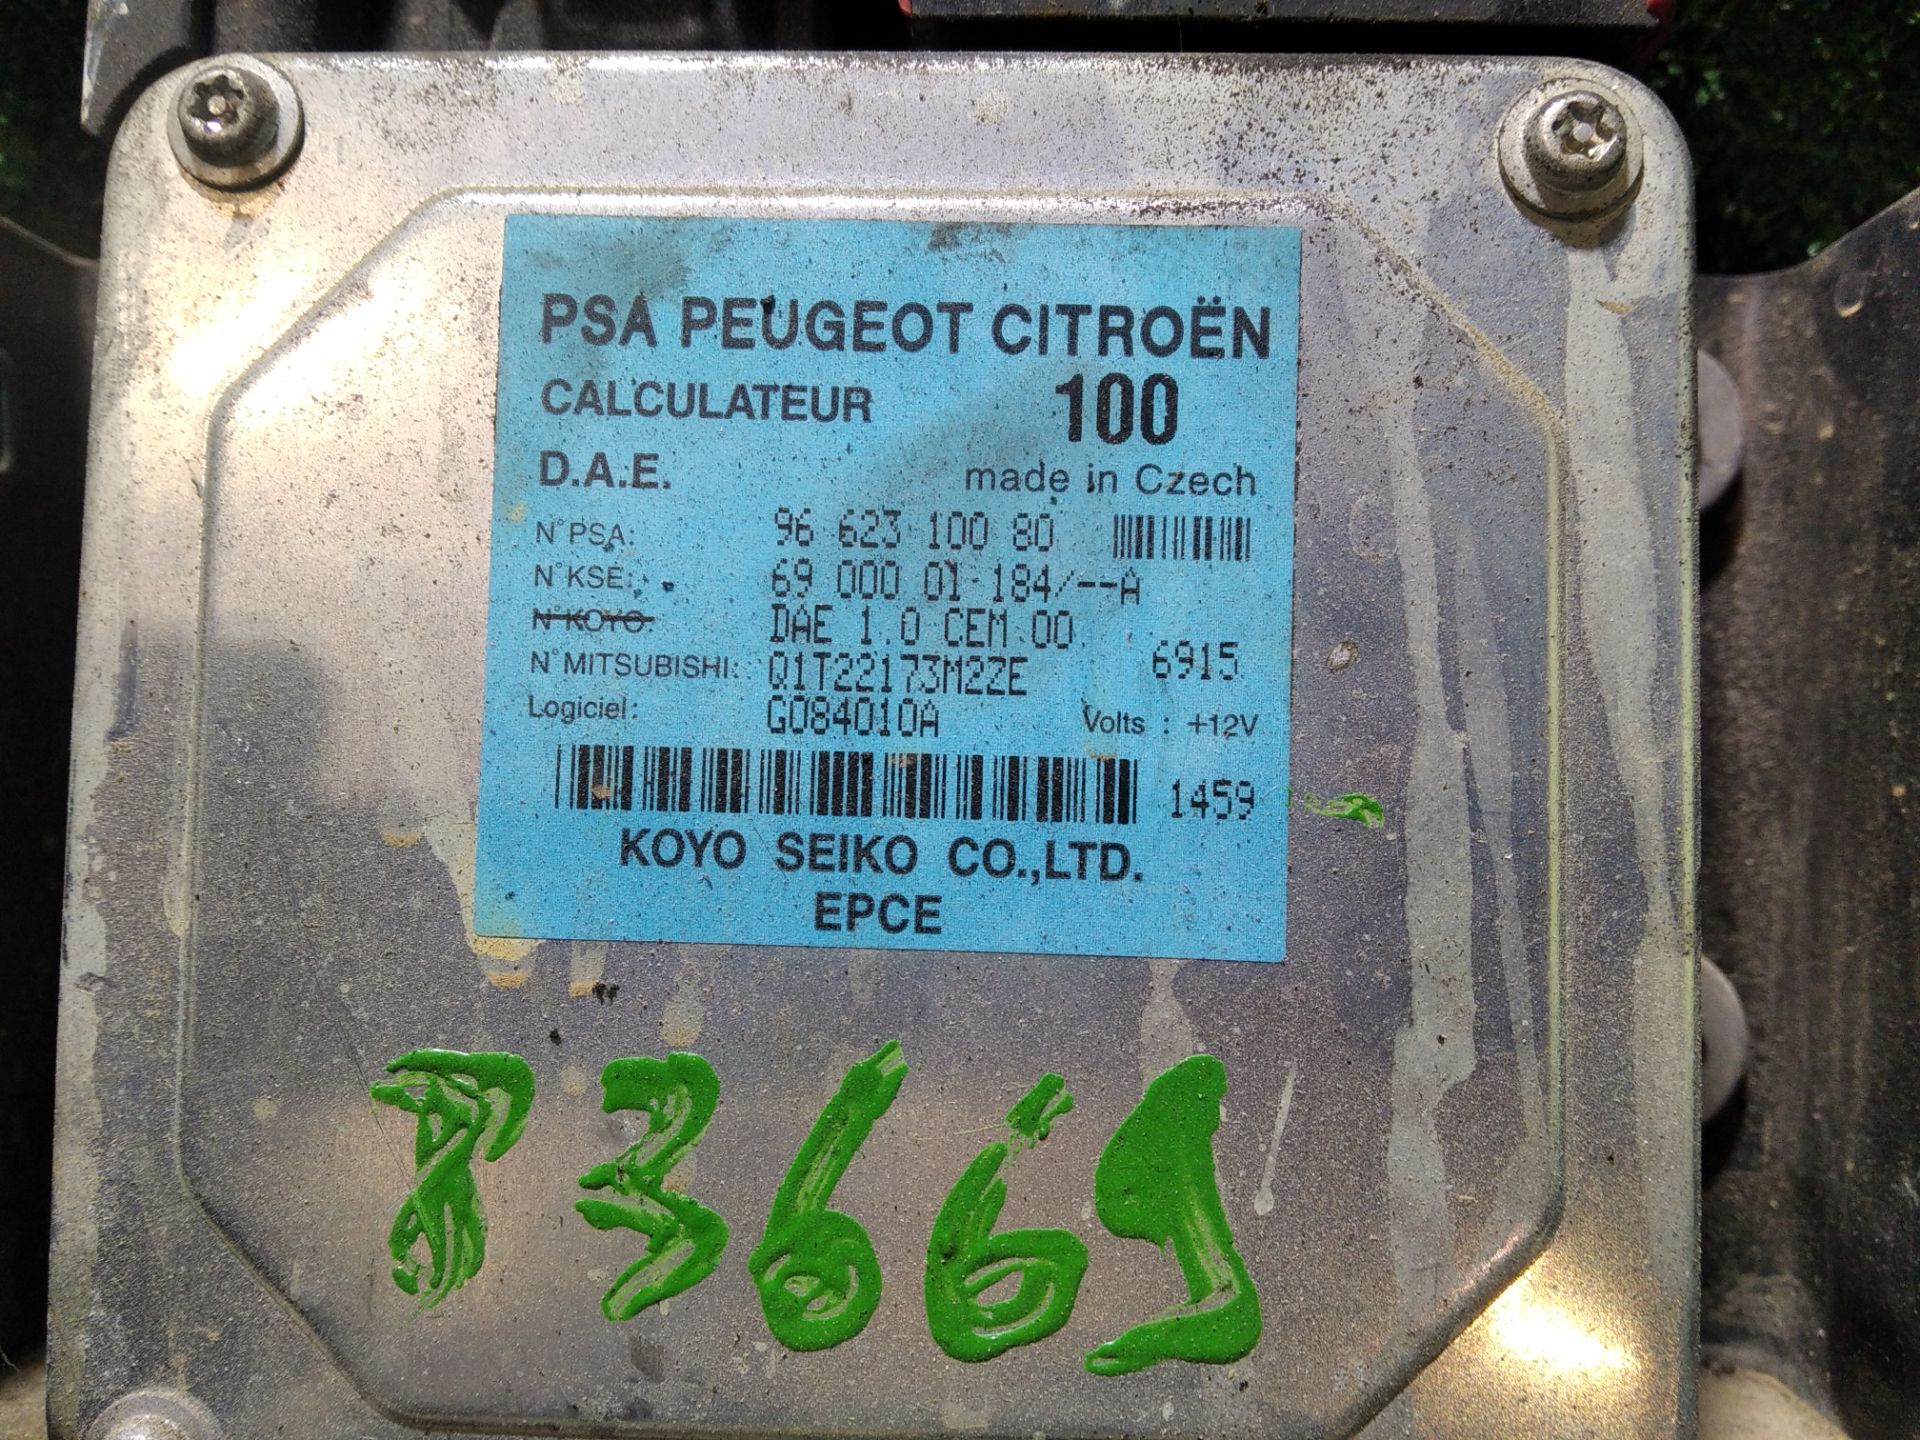 PSA PEUGEOT CITROËN
CALCULATEUR 100
D.A.E. made in Czech
N°PSA: 96 623 100 80
N°KSE: 69 000 01 184/--A
N°KOYO: DAE 1.0 CEM 00
N°MITSUBISHI: Q1T22173M2ZE 6915
Logiciel: G084010A Volts : +12V
1459
KOYO SEIKO CO.,LTD.
EPCE
83669